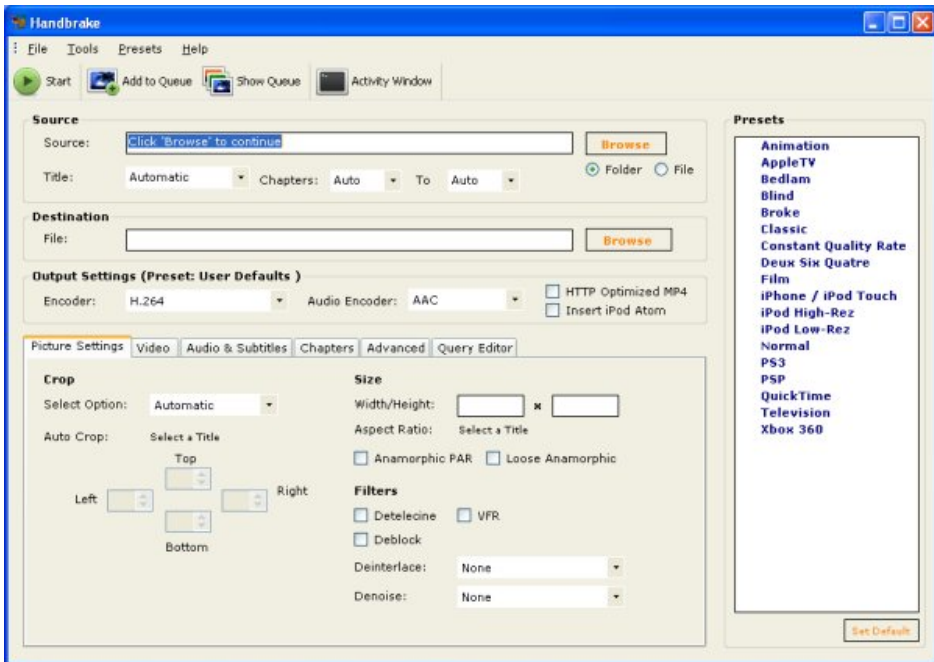 Handbrake
File Tools Presets Help
Start Add to Queue Show Queue Activity Window
Source
Source: Click 'Browse' to continue Browse
Title: Automatic Chapters: Auto To Auto Folder File
Destination
File: Browse
Output Settings (Preset: User Defaults )
Encoder: H.264 Audio Encoder: AAC HTTP Optimized MP4
Insert iPod Atom
Picture Settings Video Audio & Subtitles Chapters Advanced Query Editor
Crop
Select Option: Automatic
Auto Crop: Select a Title
Top
Left Right
Bottom
Size
Width/Height: x
Aspect Ratio: Select a Title
Anamorphic PAR Loose Anamorphic
Filters
Detelecine VFR
Deblock
Deinterlace: None
Denoise: None
Presets
Animation
AppleTV
Bedlam
Blind
Broke
Classic
Constant Quality Rate
Deux Six Quatre
Film
iPhone / iPod Touch
iPod High-Rez
iPod Low-Rez
Normal
PS3
PSP
QuickTime
Television
Xbox 360
Set Default